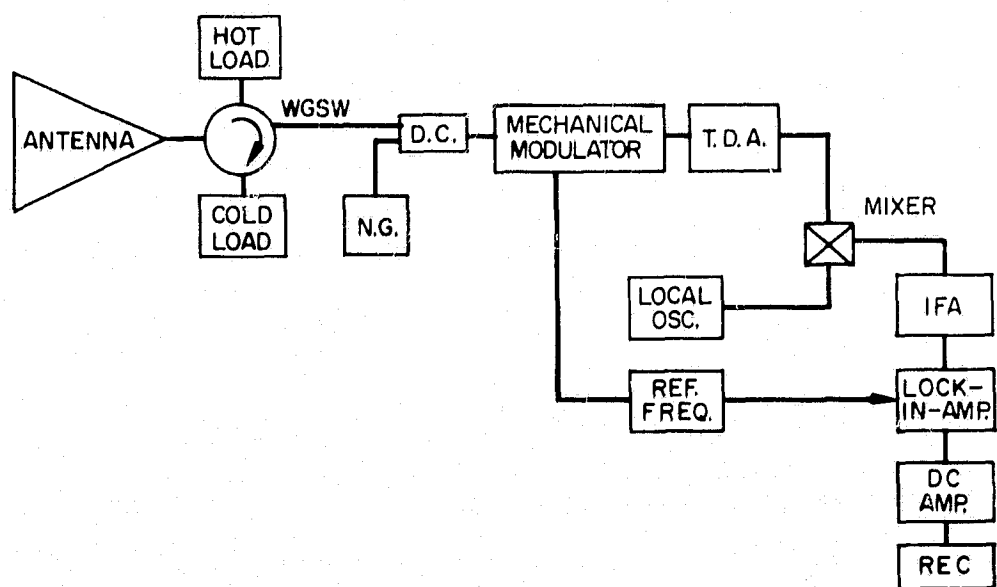 HOT
LOAD
ANTENNA
WGSW
COLD
LOAD
D.C.
N.G.
MECHANICAL
MODULATOR
T.D.A.
MIXER
LOCAL
OSC.
IFA
REF.
FREQ.
LOCK-
IN-AMP.
DC
AMP.
REC